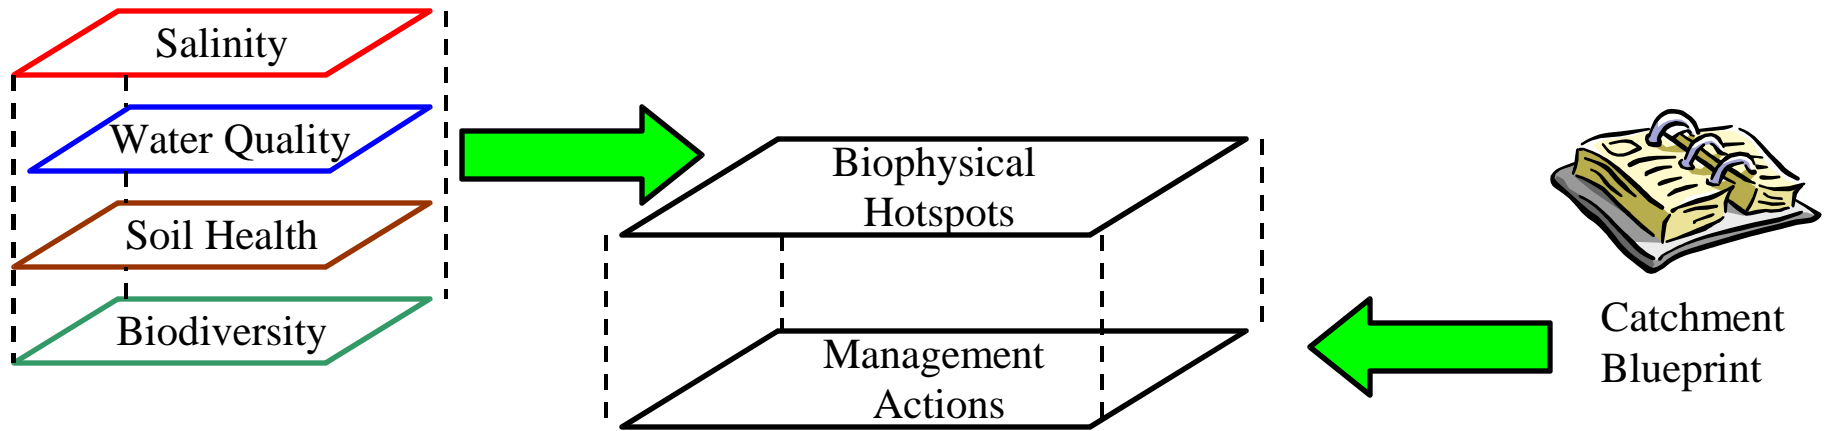 Salinity
Water Quality
Soil Health
Biodiversity
Biophysical
Hotspots
Management
Actions
Catchment
Blueprint